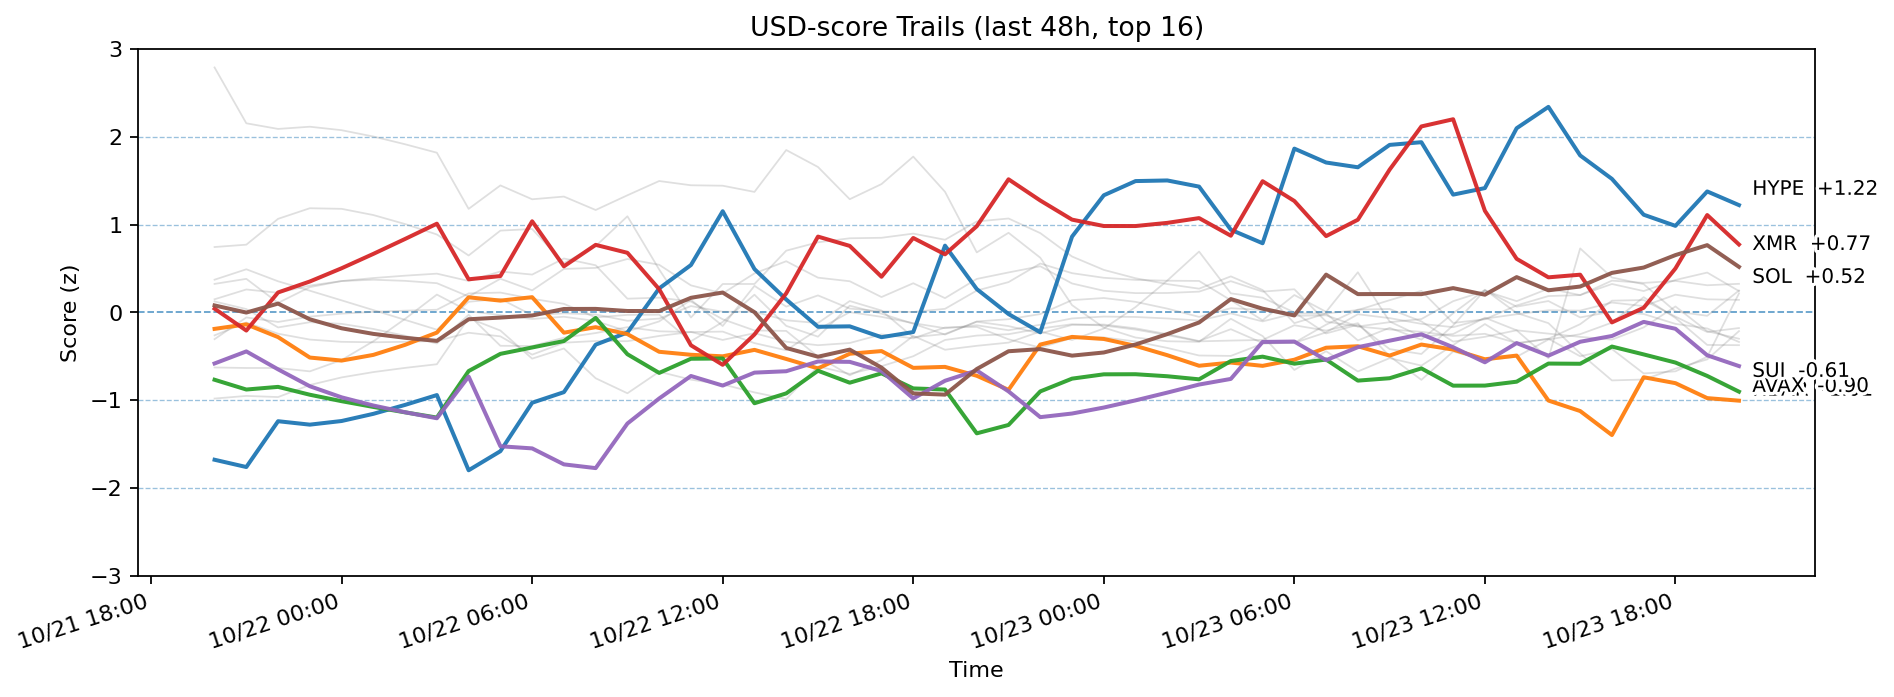 USD-score Trails (last 48h, top 16)
Score (z)
3
2
1
0
−1
−2
−3
HYPE +1.22
XMR +0.77
SOL +0.52
SUI -0.61
AVAX -0.90
10/21 18:00
10/22 00:00
10/22 06:00
10/22 12:00
10/22 18:00
10/23 00:00
10/23 06:00
10/23 12:00
10/23 18:00
Time